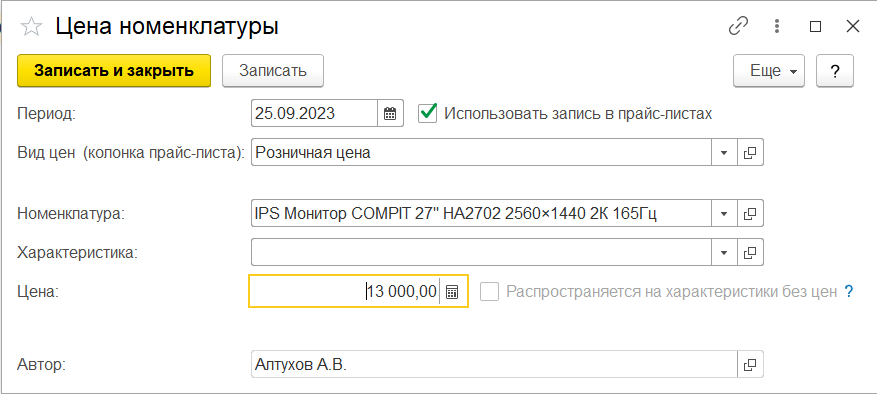 Цена номенклатуры
Записать и закрыть Записать Еще ?
Период: 25.09.2023 Использовать запись в прайс-листах
Вид цен (колонка прайс-листа): Розничная цена
Номенклатура: IPS Монитор COMPIT 27" HA2702 2560×1440 2К 165Гц
Характеристика:
Цена: 13 000,00 Распространяется на характеристики без цен ?
Автор: Алтухов А.В.